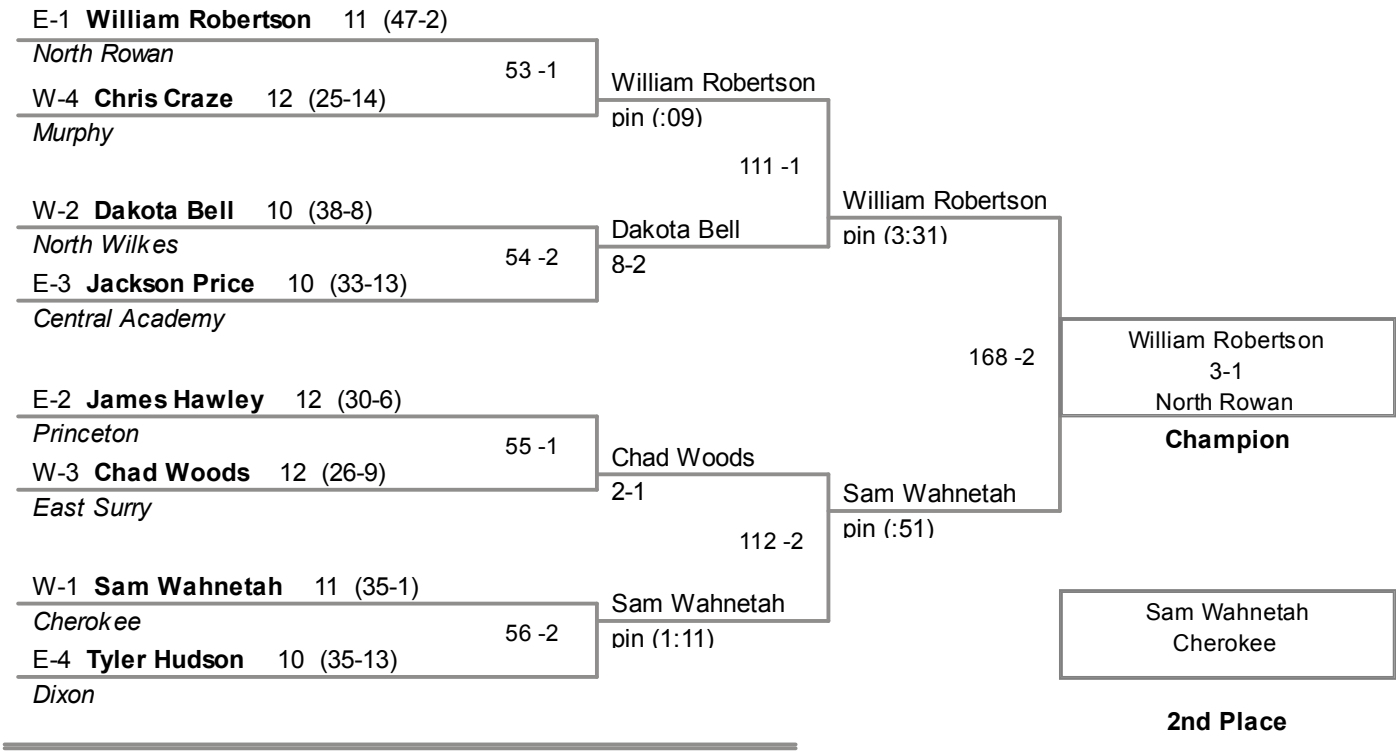 E-1 William Robertson 11 (47-2)
North Rowan
53 -1
W-4 Chris Craze 12 (25-14)
Murphy
William Robertson
pin (:09)
111 -1
W-2 Dakota Bell 10 (38-8)
North Wilkes
54 -2
E-3 Jackson Price 10 (33-13)
Central Academy
Dakota Bell
8-2
William Robertson
pin (3:31)
168 -2
E-2 James Hawley 12 (30-6)
Princeton
55 -1
W-3 Chad Woods 12 (26-9)
East Surry
Chad Woods
2-1
112 -2
W-1 Sam Wahnetah 11 (35-1)
Cherokee
56 -2
E-4 Tyler Hudson 10 (35-13)
Dixon
Sam Wahnetah
pin (1:11)
Sam Wahnetah
pin (:51)
William Robertson
3-1
North Rowan
Champion
Sam Wahnetah
Cherokee
2nd Place